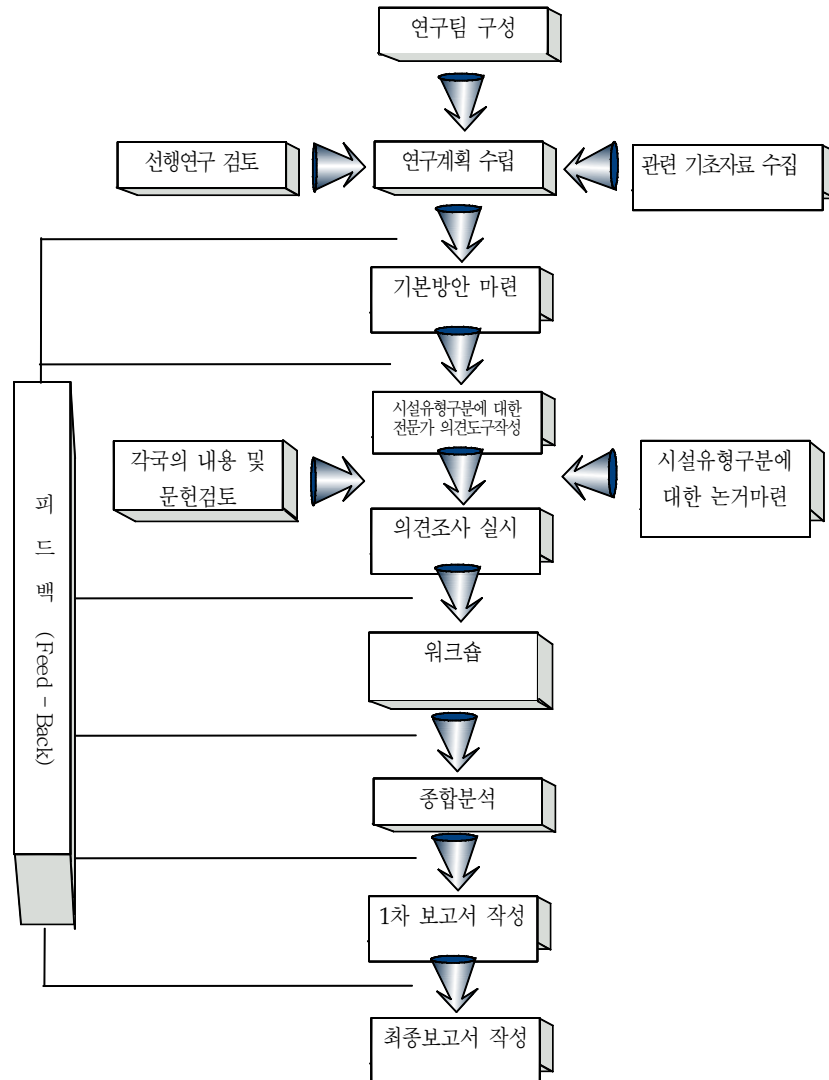 연구팀 구성
선행연구 검토
연구계획 수립
관련 기초자료 수집
기본방안 마련
시설유형구분에 대한
전문가 의견도구작성
각국의 내용 및
문헌검토
시설유형구분에
대한 논거마련
의견조사 실시
피드백 (Feed - Back)
워크숍
종합분석
1차 보고서 작성
최종보고서 작성